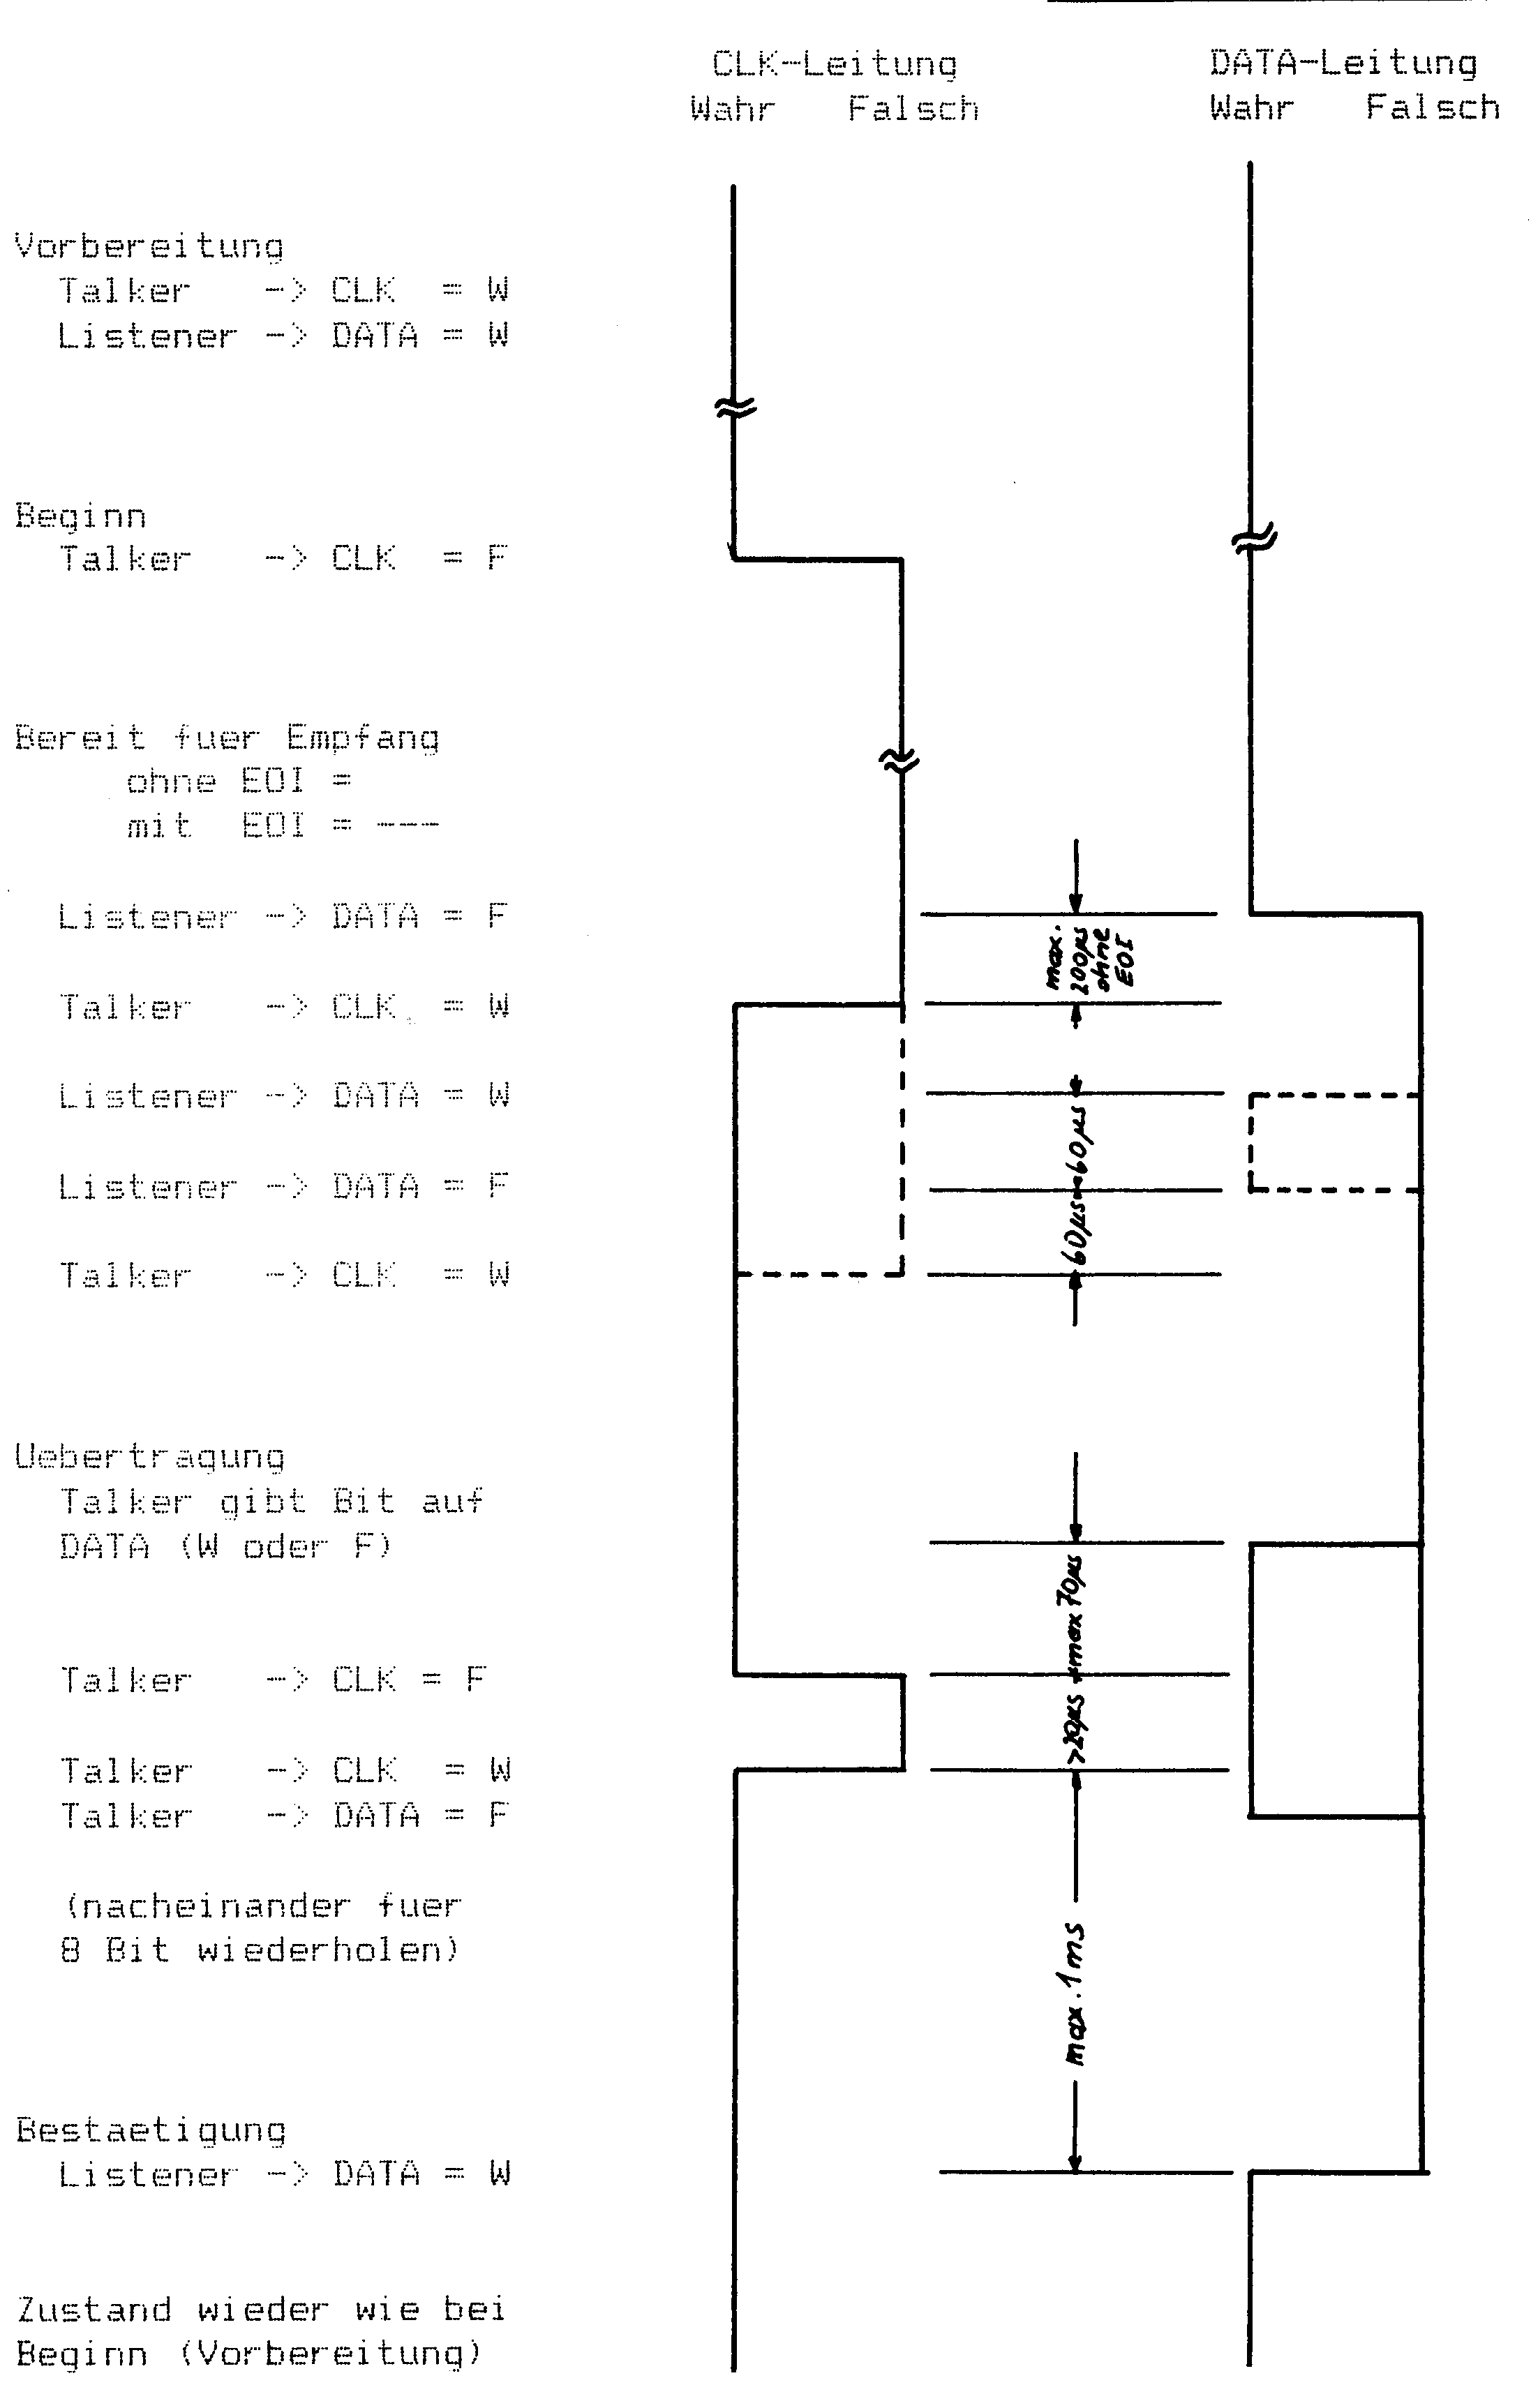 CLK-Leitung DATA-Leitung
Wahr Falsch Wahr Falsch
Vorbereitung
Talker -> CLK = W
Listener -> DATA = W
Beginn
Talker -> CLK = F
Bereit fuer Empfang
ohne EOI =
mit EOI = ---
Listener -> DATA = F
max.
200µs
ohne
EOI
Talker -> CLK = W
Listener -> DATA = W
60µs
Listener -> DATA = F
60µs
Talker -> CLK = W
Uebertragung
Talker gibt Bit auf
DATA (W oder F)
max 70µs
Talker -> CLK = F
>20µs
Talker -> CLK = W
Talker -> DATA = F
(nacheinander fuer
8 Bit wiederholen)
max. 1ms
Bestaetigung
Listener -> DATA = W
Zustand wieder wie bei
Beginn (Vorbereitung)